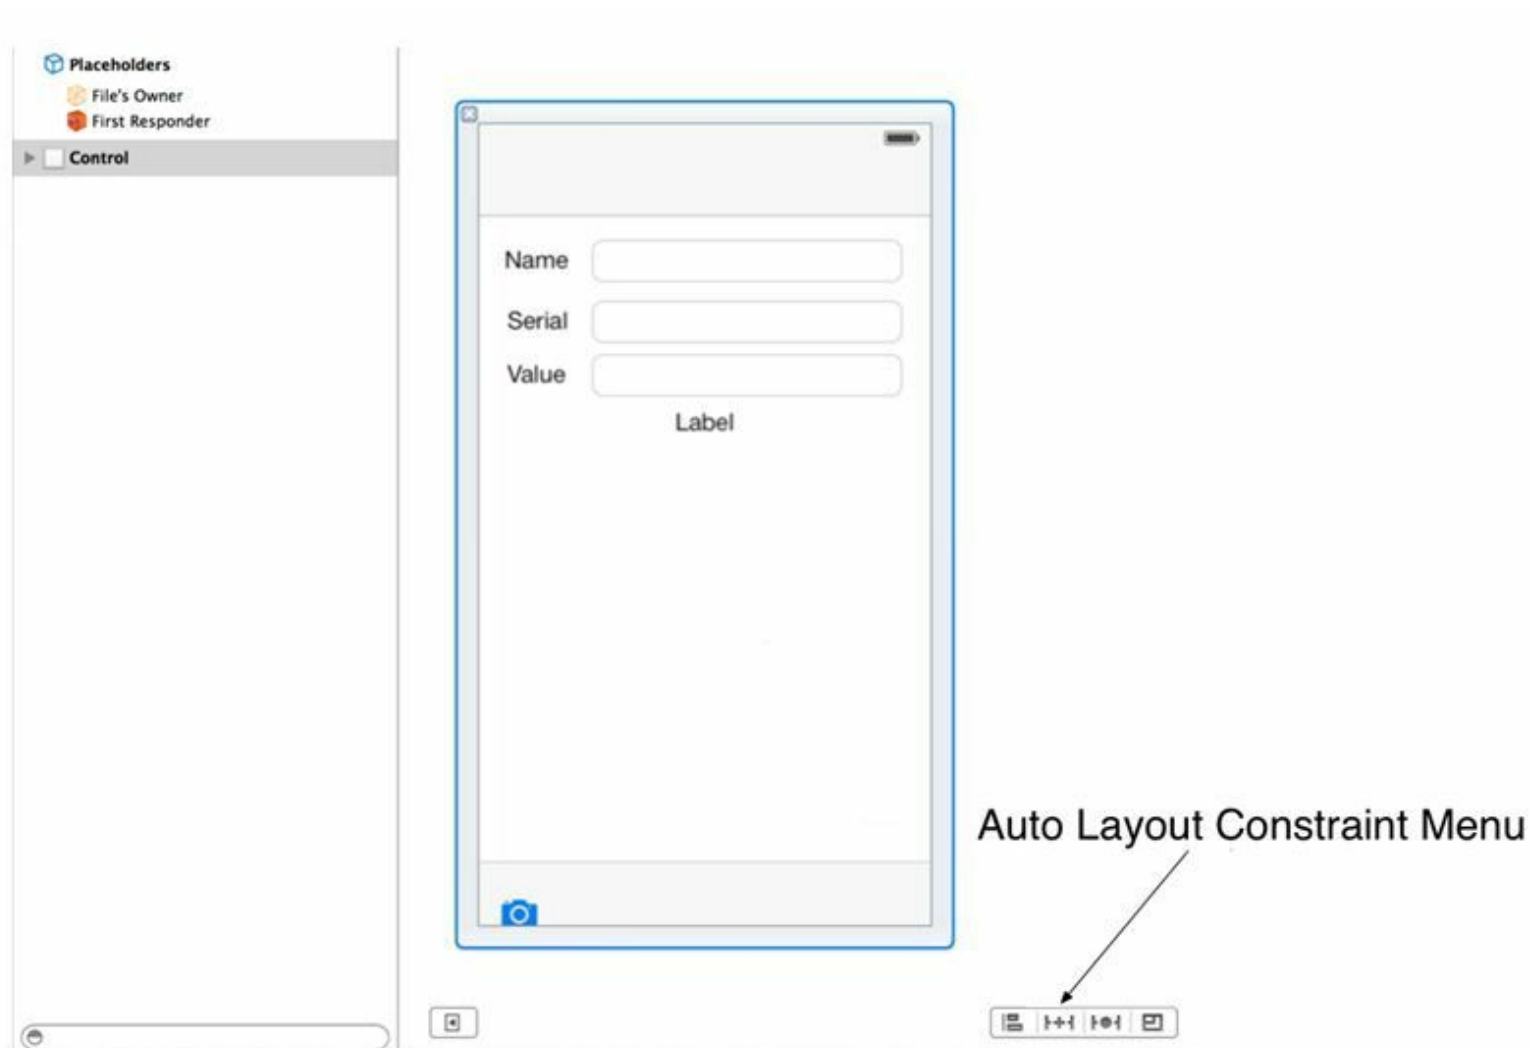 Placeholders
File's Owner
First Responder
Control
Name
Serial
Value
Label
Auto Layout Constraint Menu